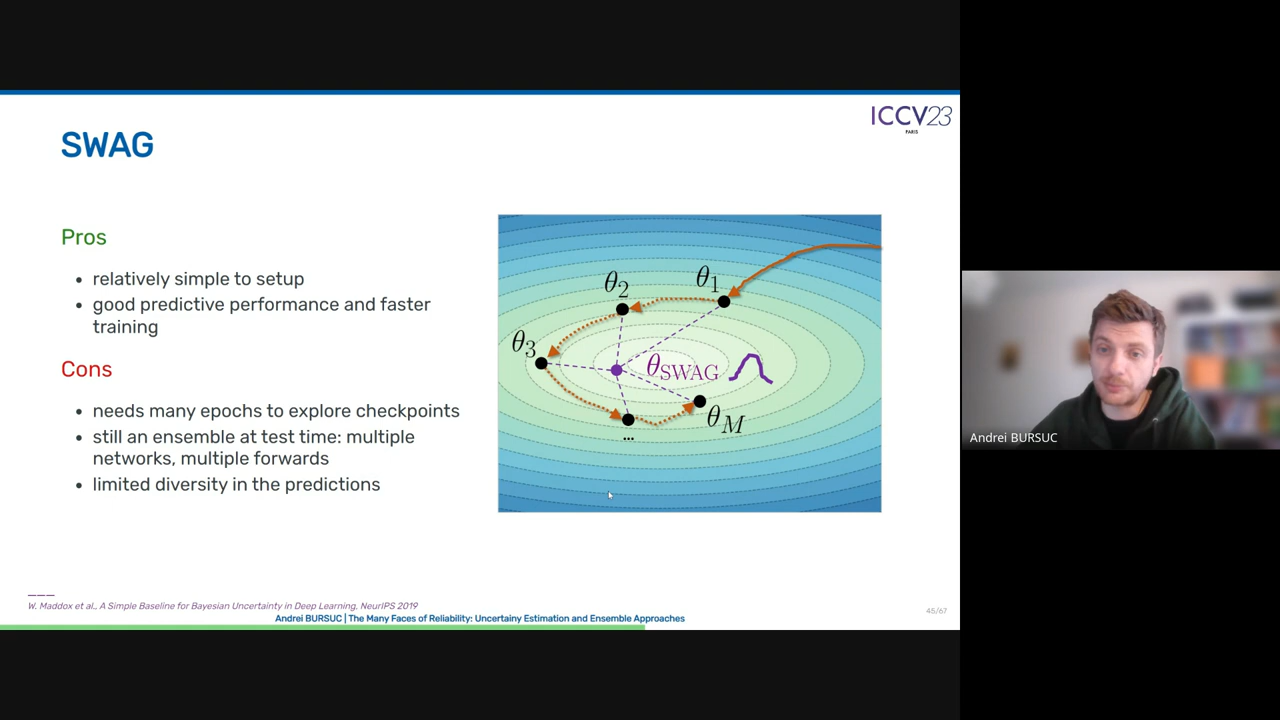 ICCV23
PARIS
SWAG
Pros
• relatively simple to setup
• good predictive performance and faster
training
Cons
• needs many epochs to explore checkpoints
• still an ensemble at test time: multiple
networks, multiple forwards
• limited diversity in the predictions
θ1
θ2
θ3
θSWAG
θM
...
W. Maddox et al., A Simple Baseline for Bayesian Uncertainty in Deep Learning, NeurIPS 2019
Andrei BURSUC | The Many Faces of Reliability: Uncertainy Estimation and Ensemble Approaches
45/67
Andrei BURSUC